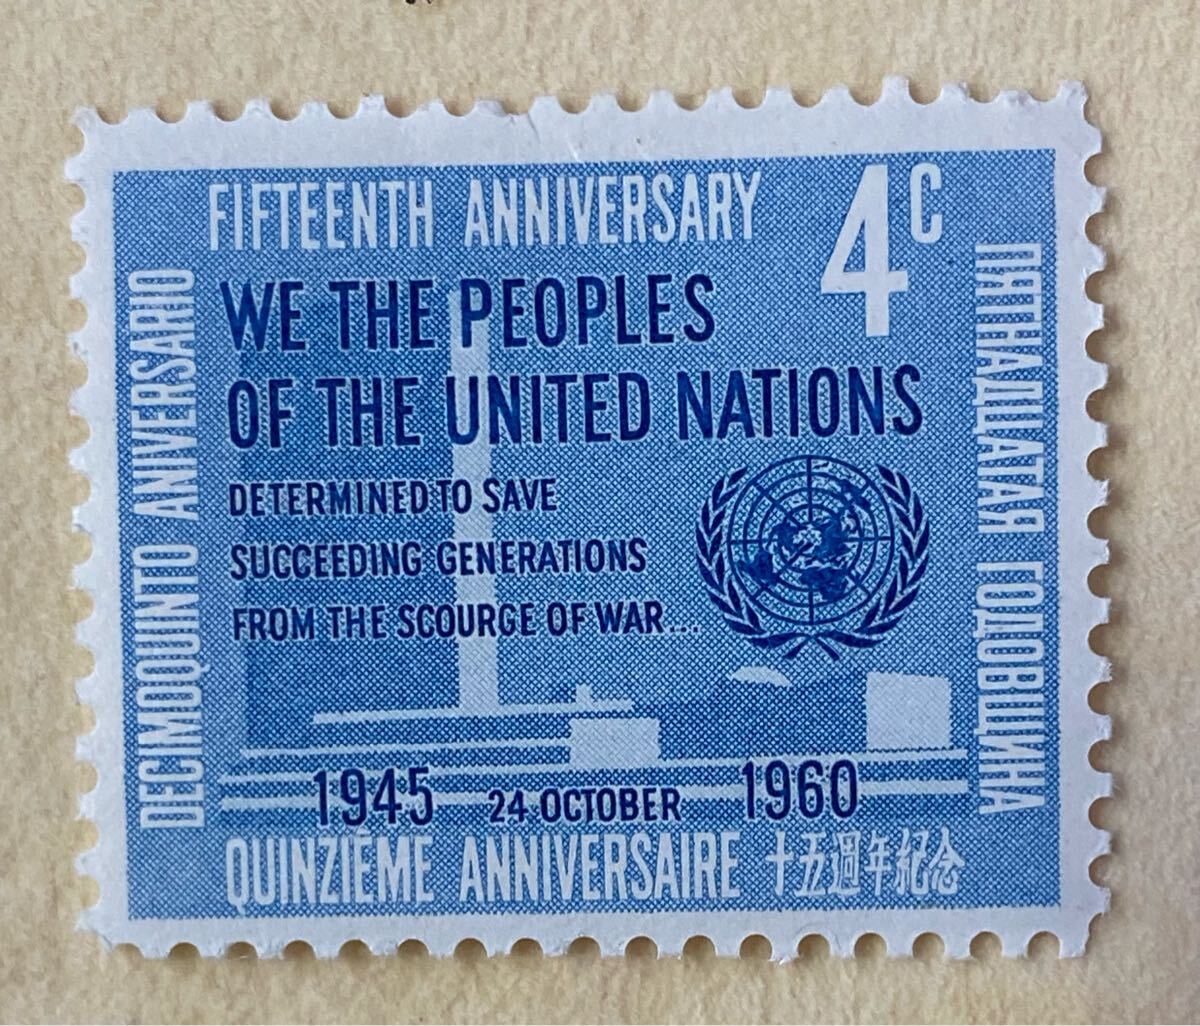 FIFTEENTH ANNIVERSARY
4c
WE THE PEOPLES
OF THE UNITED NATIONS
DETERMINED TO SAVE
SUCCEEDING GENERATIONS
FROM THE SCOURGE OF WAR...
DECIMOQUINTO ANIVERSARIO
ПЯТНАДЦАТАЯ ГОДОВЩИНА
1945 24 OCTOBER 1960
QUINZIÈME ANNIVERSAIRE 十五週年紀念